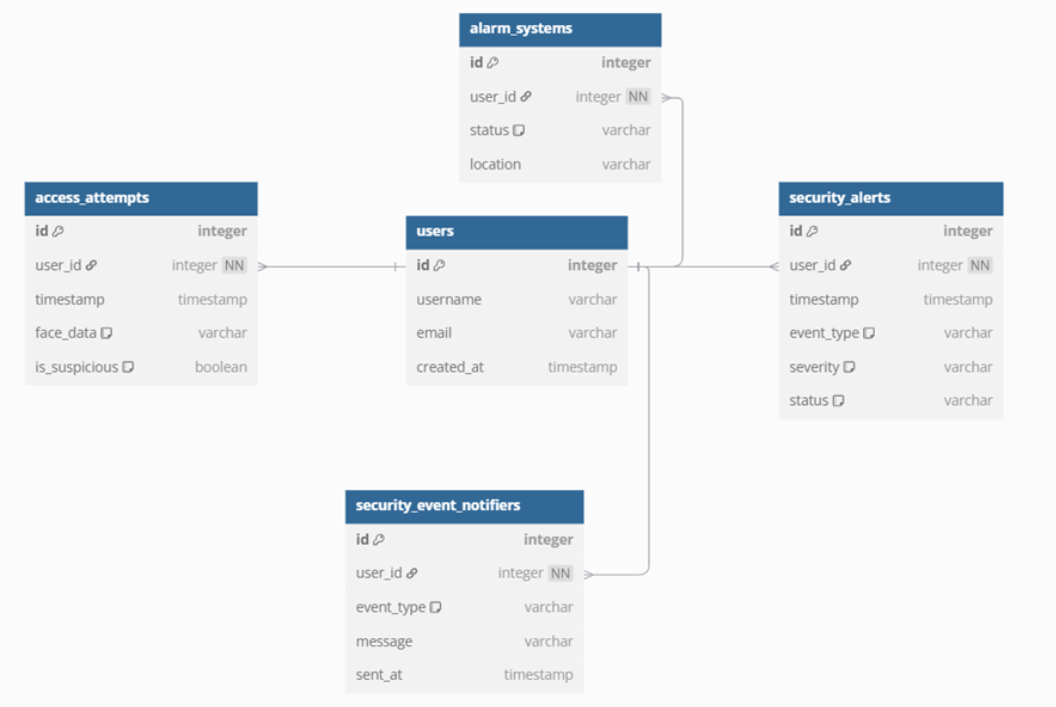 alarm_systems
id integer
user_id integer NN
status varchar
location varchar
access_attempts
id integer
user_id integer NN
timestamp timestamp
face_data varchar
is_suspicious boolean
users
id integer
username varchar
email varchar
created_at timestamp
security_alerts
id integer
user_id integer NN
timestamp timestamp
event_type varchar
severity varchar
status varchar
security_event_notifiers
id integer
user_id integer NN
event_type varchar
message varchar
sent_at timestamp